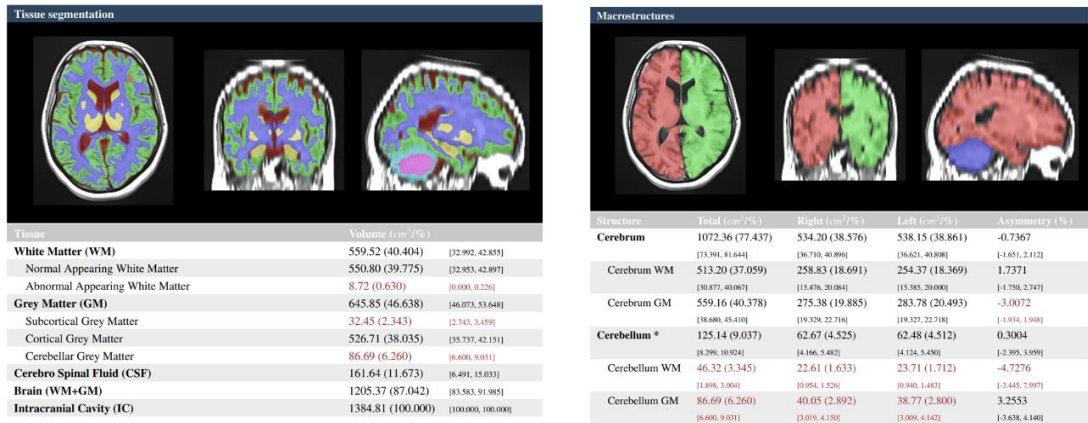 Tissue segmentation
Tissue Volume (cm³/%)
White Matter (WM) 559.52 (40.404) [32.992, 42.855]
Normal Appearing White Matter 550.80 (39.775) [32.953, 42.897]
Abnormal Appearing White Matter 8.72 (0.630) [0.000, 0.226]
Grey Matter (GM) 645.85 (46.638) [46.073, 53.648]
Subcortical Grey Matter 32.45 (2.343) [2.743, 3.459]
Cortical Grey Matter 526.71 (38.035) [35.737, 42.151]
Cerebellar Grey Matter 86.69 (6.260) [6.600, 9.031]
Cerebro Spinal Fluid (CSF) 161.64 (11.673) [6.491, 15.033]
Brain (WM+GM) 1205.37 (87.042) [83.583, 91.985]
Intracranial Cavity (IC) 1384.81 (100.000) [100.000, 100.000]
Macrostructures
Structure Total (cm³/%) Right (cm³/%) Left (cm³/%) Asymmetry (%)
Cerebrum 1072.36 (77.437) 534.20 (38.576) 538.15 (38.861) -0.7367
[73.391, 81.644] [36.710, 40.896] [36.621, 40.808] [-1.651, 2.112]
Cerebrum WM 513.20 (37.059) 258.83 (18.691) 254.37 (18.369) 1.7371
[30.877, 40.067] [15.476, 20.084] [15.385, 20.000] [-1.750, 2.747]
Cerebrum GM 559.16 (40.378) 275.38 (19.885) 283.78 (20.493) -3.0072
[38.680, 45.410] [19.329, 22.716] [19.327, 22.718] [-1.934, 1.948]
Cerebellum * 125.14 (9.037) 62.67 (4.525) 62.48 (4.512) 0.3004
[8.299, 10.924] [4.166, 5.482] [4.124, 5.450] [-2.395, 3.959]
Cerebellum WM 46.32 (3.345) 22.61 (1.633) 23.71 (1.712) -4.7276
[1.898, 3.004] [0.954, 1.526] [0.940, 1.483] [-3.445, 7.997]
Cerebellum GM 86.69 (6.260) 40.05 (2.892) 38.77 (2.800) 3.2553
[6.600, 9.031] [3.019, 4.150] [3.009, 4.142] [-3.638, 4.140]